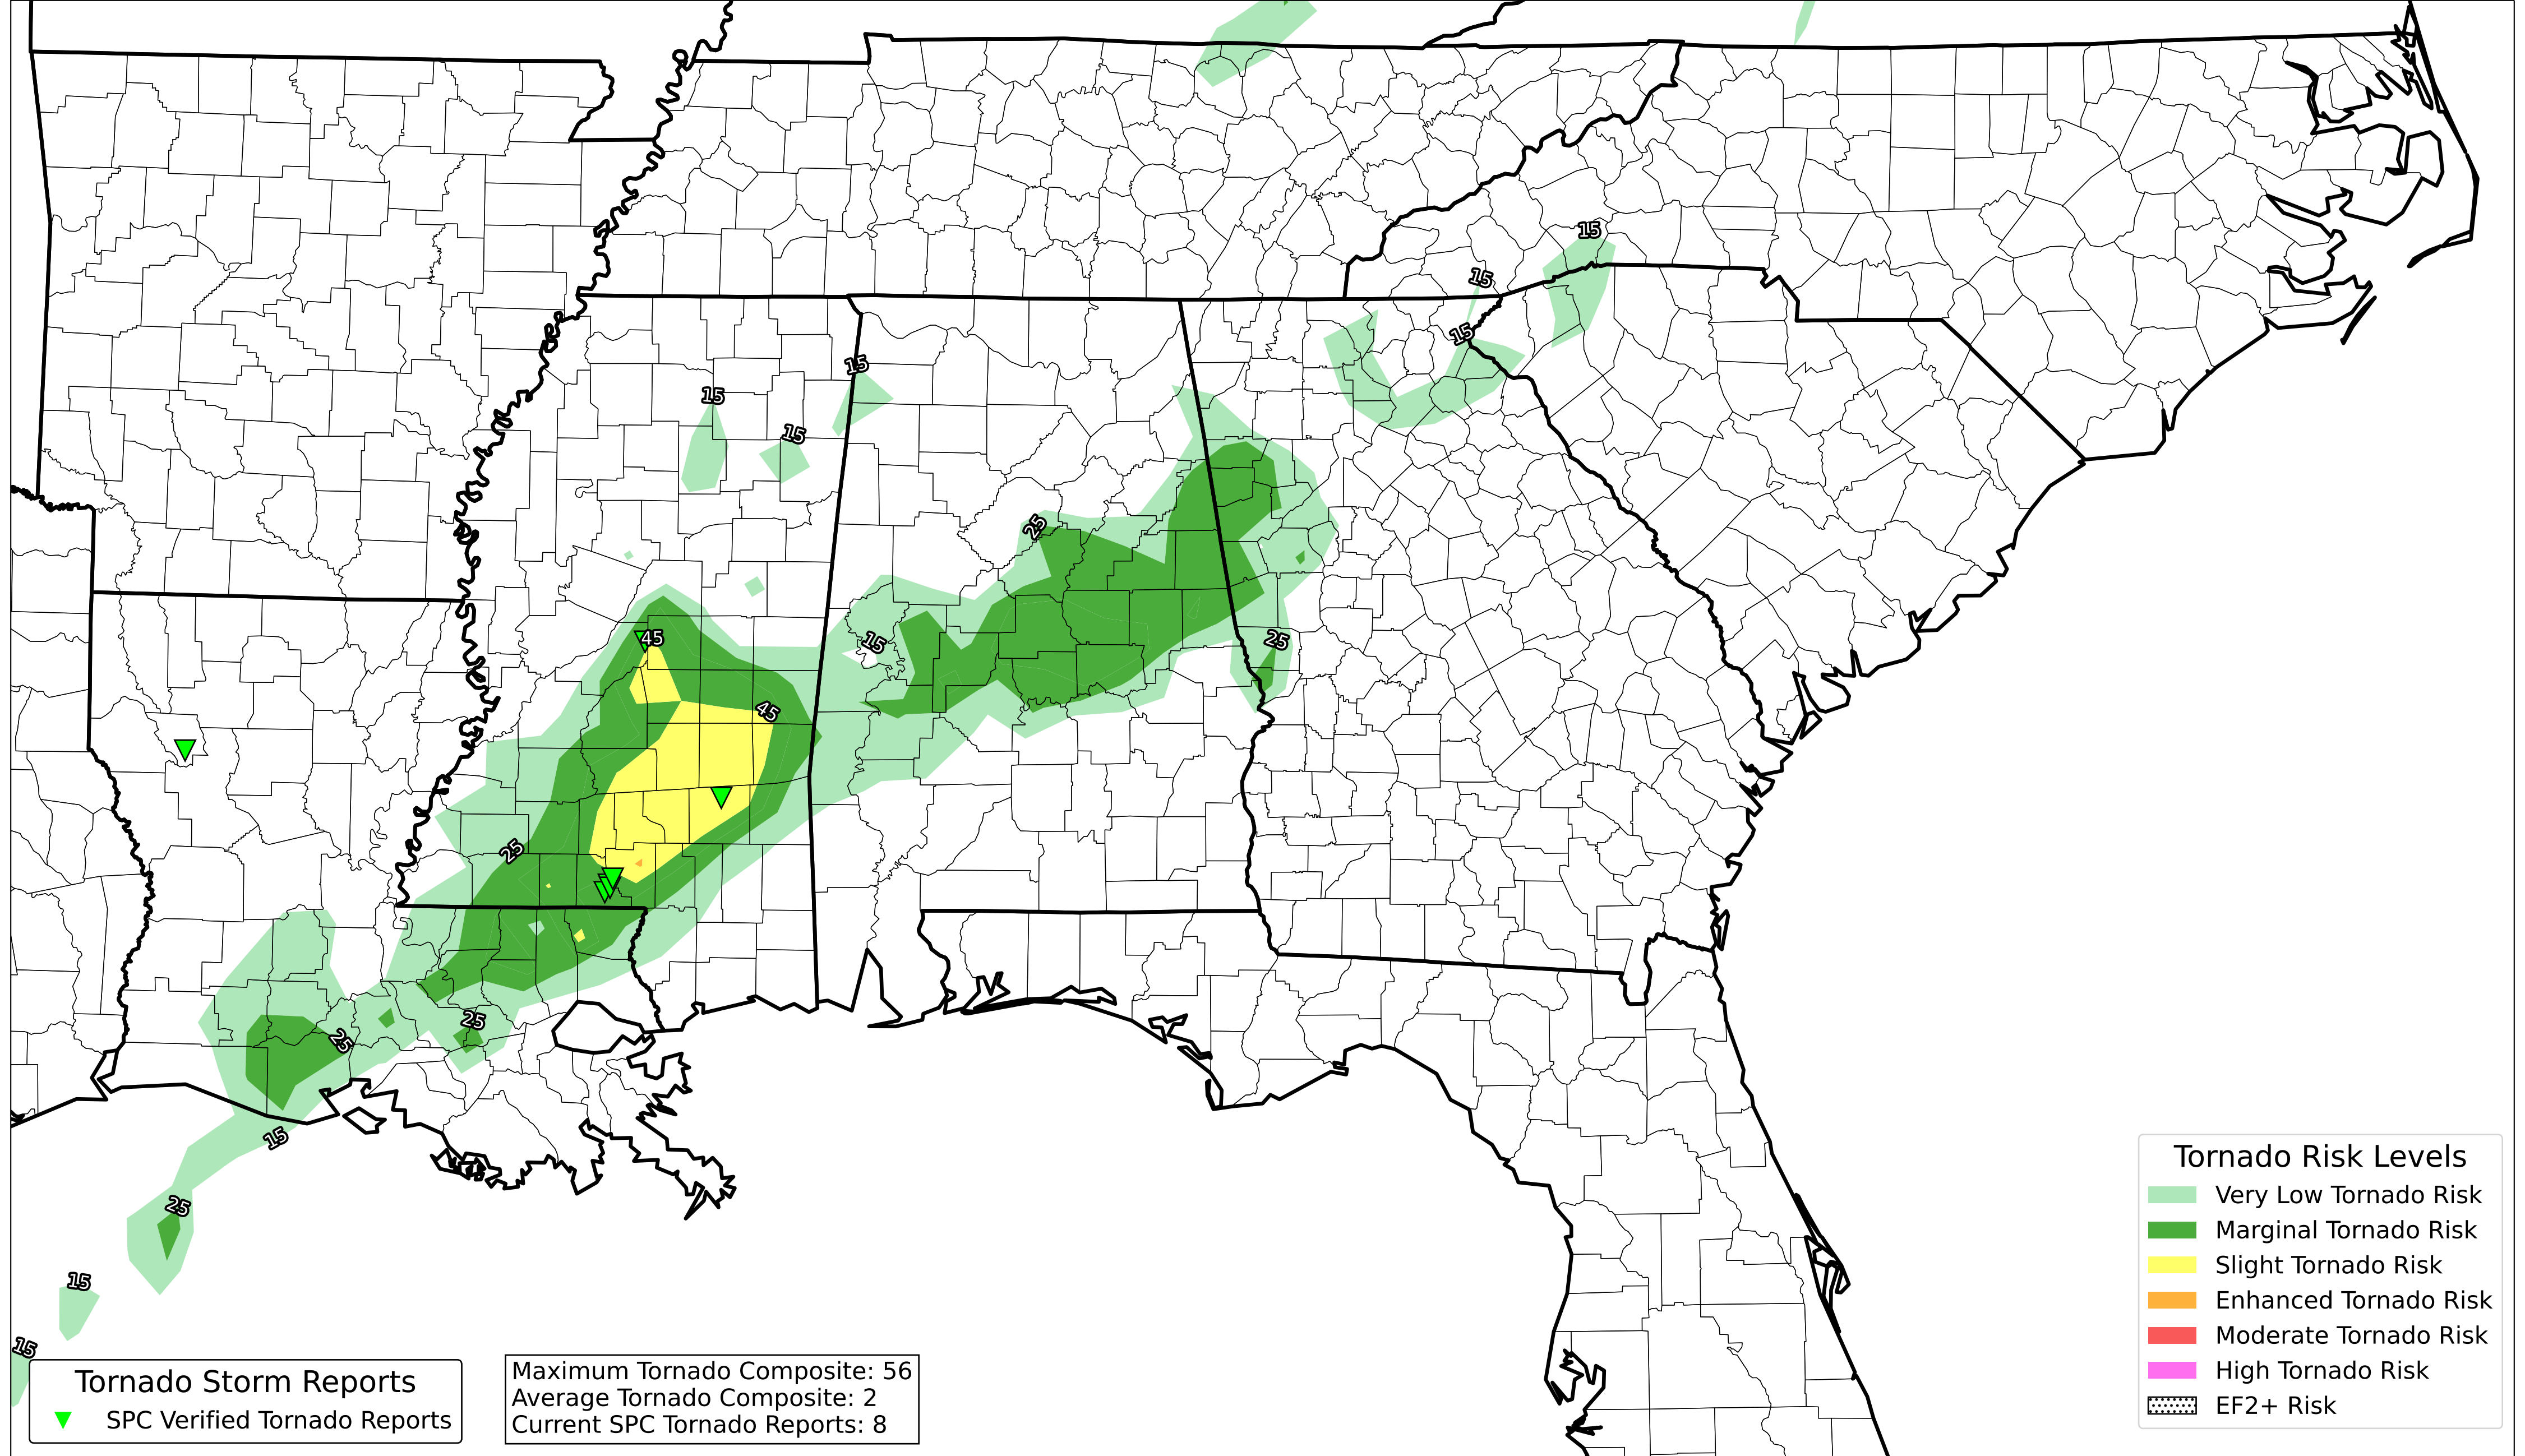 15
15
15
15
15
15
25
15
25
45
45
25
25
25
15
25
15
15
Tornado Storm Reports
SPC Verified Tornado Reports
Maximum Tornado Composite: 56
Average Tornado Composite: 2
Current SPC Tornado Reports: 8
Tornado Risk Levels
Very Low Tornado Risk
Marginal Tornado Risk
Slight Tornado Risk
Enhanced Tornado Risk
Moderate Tornado Risk
High Tornado Risk
EF2+ Risk